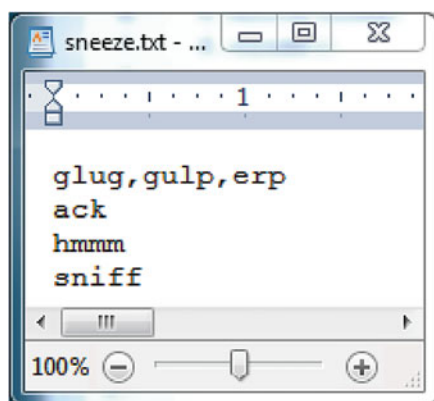 sneeze.txt - ...
1
glug,gulp,erp
ack
hmmm
sniff
100%